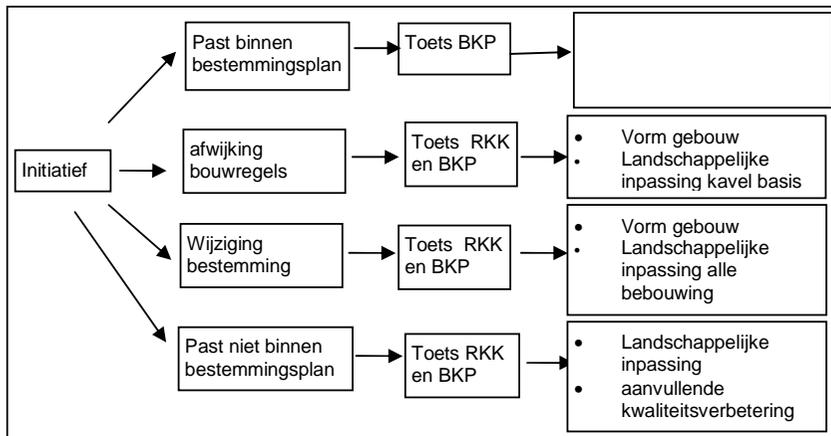 Past binnen
bestemmingsplan
Toets BKP
Initiatief
afwijking
bouwregels
Toets RKK
en BKP
• Vorm gebouw
• Landschappelijke
inpassing kavel basis
Wijziging
bestemming
Toets RKK
en BKP
• Vorm gebouw
• Landschappelijke
inpassing alle
bebouwing
Past niet binnen
bestemmingsplan
Toets RKK
en BKP
• Landschappelijke
inpassing
• aanvullende
kwaliteitsverbetering